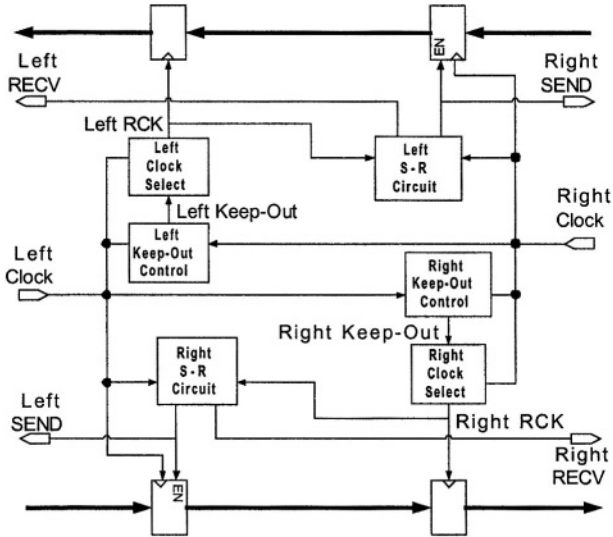 EN
Left
RECV
Right
SEND
Left RCK
Left
Clock
Select
Left
S-R
Circuit
Left Keep-Out
Right
Clock
Left
Keep-Out
Control
Left
Clock
Right
Keep-Out
Control
Right Keep-Out
Right
S-R
Circuit
Right
Clock
Select
Left
SEND
Right RCK
Right
RECV
EN